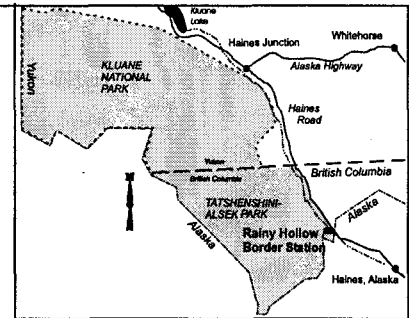 Kluane
Lake
Haines Junction
Whitehorse
Alaska Highway
KLUANE
NATIONAL
PARK
Yukon
Haines
Road
Yukon
British Columbia
British Columbia
TATSHENSHINI-
ALSEK PARK
Alaska
Alaska
Rainy Hollow
Border Station
Haines, Alaska